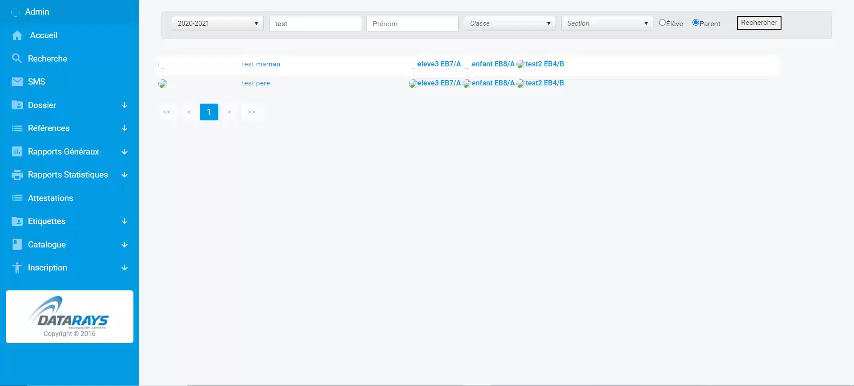 Admin
Accueil
Recherche
SMS
Dossier
Références
Rapports Généraux
Rapports Statistiques
Attestations
Etiquettes
Catalogue
Inscription
DATARAYS
Copyright © 2016
2020-2021 test Prénom Classe Section Élève Parent Rechercher
test maman eleve3 EB7/A enfant EB8/A test2 EB4/B
test pere eleve3 EB7/A enfant EB8/A test2 EB4/B
<< < 1 > >>